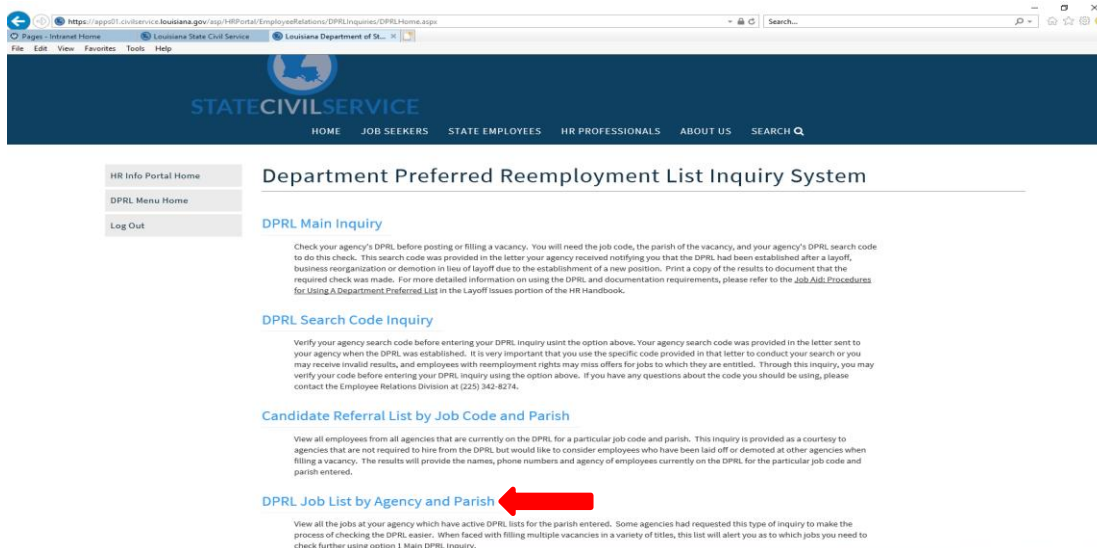 https://apps01.civilservice.louisiana.gov/asp/HRPortal/EmployeeRelations/DPRLInquiries/DPRLHome.aspx
Search...
Pages - Intranet Home
Louisiana State Civil Service
Louisiana Department of St...
File Edit View Favorites Tools Help
STATECIVILSERVICE
HOME JOB SEEKERS STATE EMPLOYEES HR PROFESSIONALS ABOUT US SEARCH
HR Info Portal Home
DPRL Menu Home
Log Out
Department Preferred Reemployment List Inquiry System
DPRL Main Inquiry
Check your agency's DPRL before posting or filling a vacancy. You will need the job code, the parish of the vacancy, and your agency's DPRL search code
to do this check. This search code was provided in the letter your agency received notifying you that the DPRL had been established after a layoff,
business reorganization or demotion in lieu of layoff due to the establishment of a new position. Print a copy of the results to document that the
required check was made. For more detailed information on using the DPRL and documentation requirements, please refer to the Job Aid: Procedures
for Using A Department Preferred List in the Layoff Issues portion of the HR Handbook.
DPRL Search Code Inquiry
Verify your agency search code before entering your DPRL inquiry usint the option above. Your agency search code was provided in the letter sent to
your agency when the DPRL was established. It is very important that you use the specific code provided in that letter to conduct your search or you
may receive invalid results, and employees with reemployment rights may miss offers for jobs to which they are entitled. Through this inquiry, you may
verify your code before entering your DPRL Inquiry using the option above. If you have any questions about the code you should be using, please
contact the Employee Relations Division at (225) 342-8274.
Candidate Referral List by Job Code and Parish
View all employees from all agencies that are currently on the DPRL for a particular job code and parish. This inquiry is provided as a courtesy to
agencies that are not required to hire from the DPRL but would like to consider employees who have been laid off or demoted at other agencies when
filling a vacancy. The results will provide the names, phone numbers and agency of employees currently on the DPRL for the particular job code and
parish entered.
DPRL Job List by Agency and Parish
View all the jobs at your agency which have active DPRL lists for the parish entered. Some agencies had requested this type of inquiry to make the
process of checking the DPRL easier. When faced with filling multiple vacancies in a variety of titles, this list will alert you as to which jobs you need to
check further using option 1 Main DPRL Inquiry.